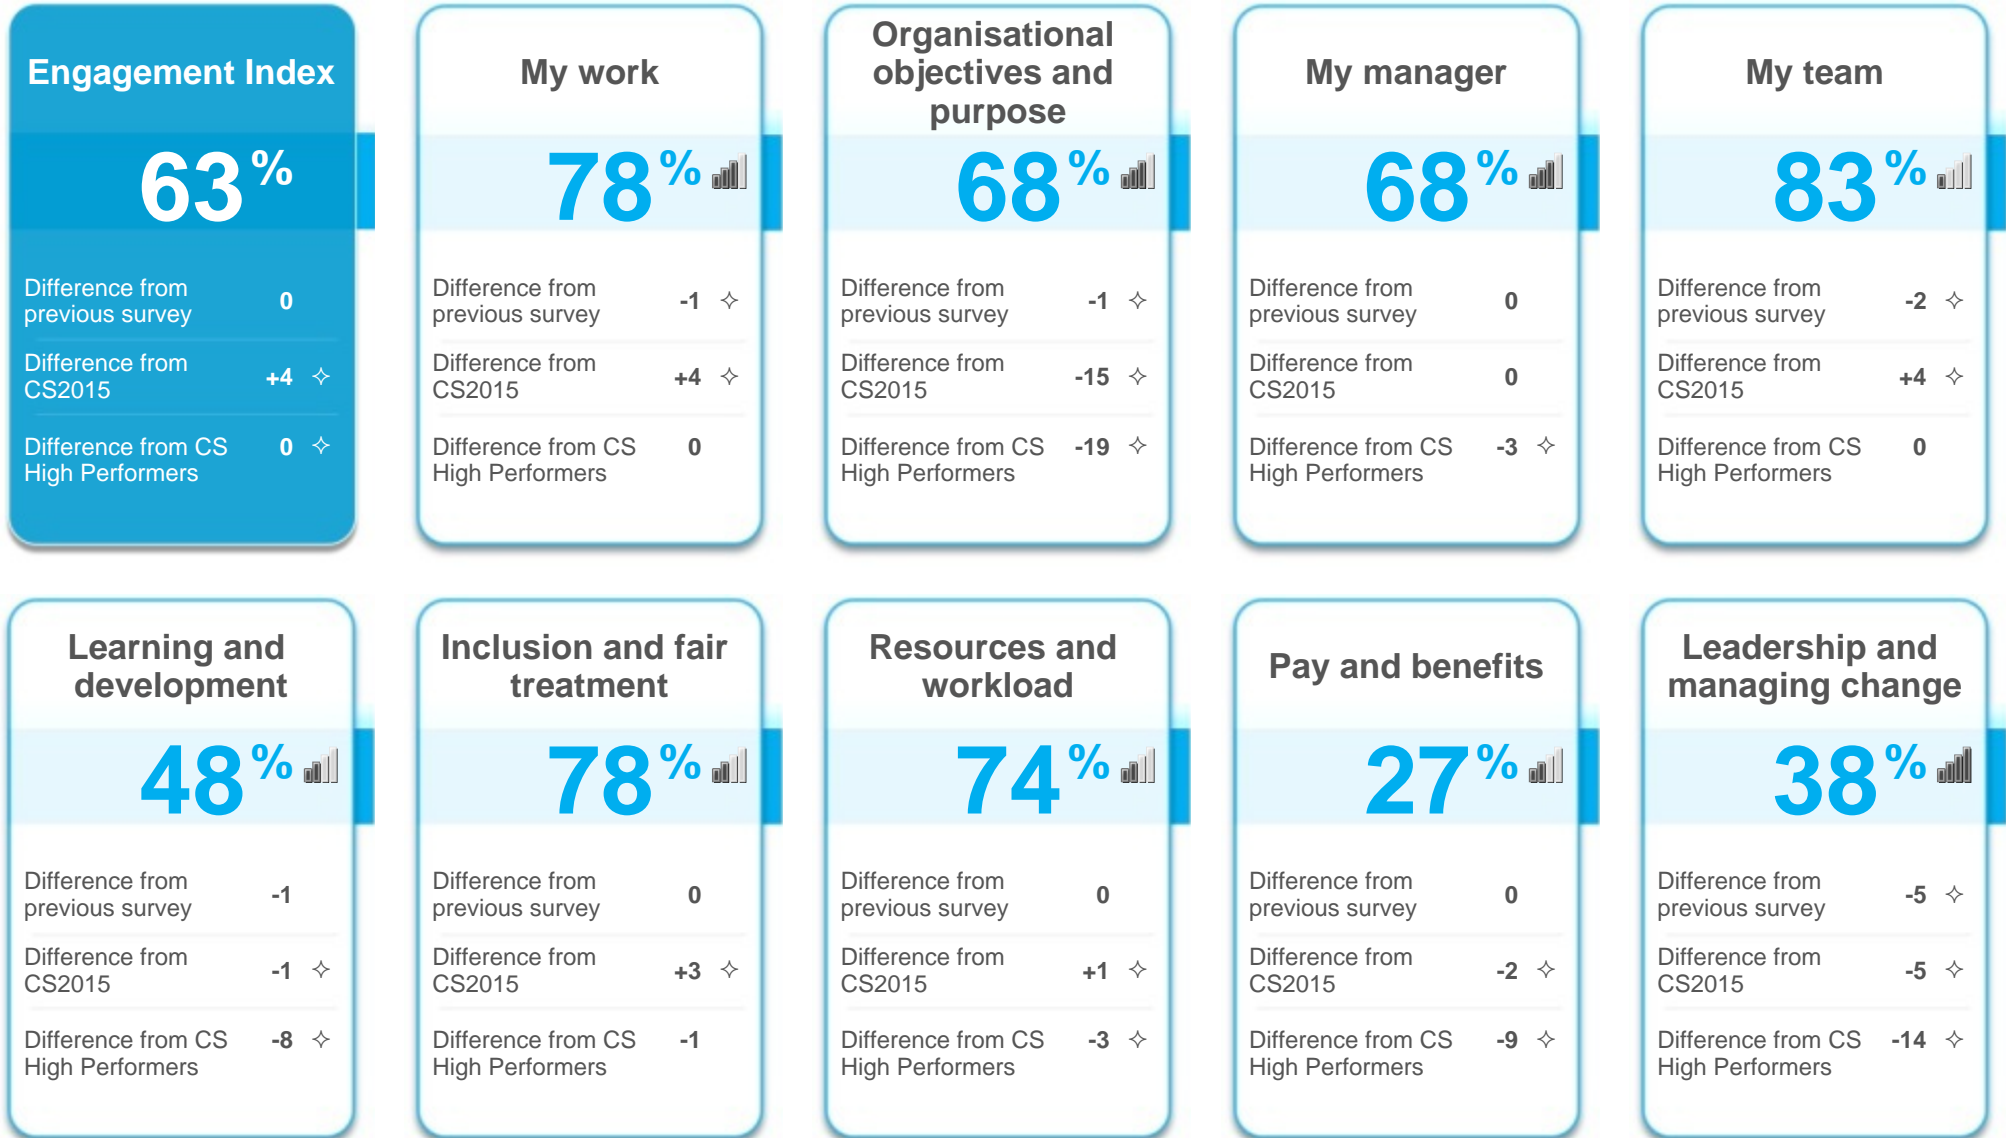 Engagement Index
63%
Difference from
previous survey
0
Difference from
CS2015
+4 ✧
Difference from CS
High Performers
0 ✧
My work
78%
Difference from
previous survey
-1 ✧
Difference from
CS2015
+4 ✧
Difference from CS
High Performers
0
Organisational
objectives and
purpose
68%
Difference from
previous survey
-1 ✧
Difference from
CS2015
-15 ✧
Difference from CS
High Performers
-19 ✧
My manager
68%
Difference from
previous survey
0
Difference from
CS2015
0
Difference from CS
High Performers
-3 ✧
My team
83%
Difference from
previous survey
-2 ✧
Difference from
CS2015
+4 ✧
Difference from CS
High Performers
0
Learning and
development
48%
Difference from
previous survey
-1
Difference from
CS2015
-1 ✧
Difference from CS
High Performers
-8 ✧
Inclusion and fair
treatment
78%
Difference from
previous survey
0
Difference from
CS2015
+3 ✧
Difference from CS
High Performers
-1
Resources and
workload
74%
Difference from
previous survey
0
Difference from
CS2015
+1 ✧
Difference from CS
High Performers
-3 ✧
Pay and benefits
27%
Difference from
previous survey
0
Difference from
CS2015
-2 ✧
Difference from CS
High Performers
-9 ✧
Leadership and
managing change
38%
Difference from
previous survey
-5 ✧
Difference from
CS2015
-5 ✧
Difference from CS
High Performers
-14 ✧